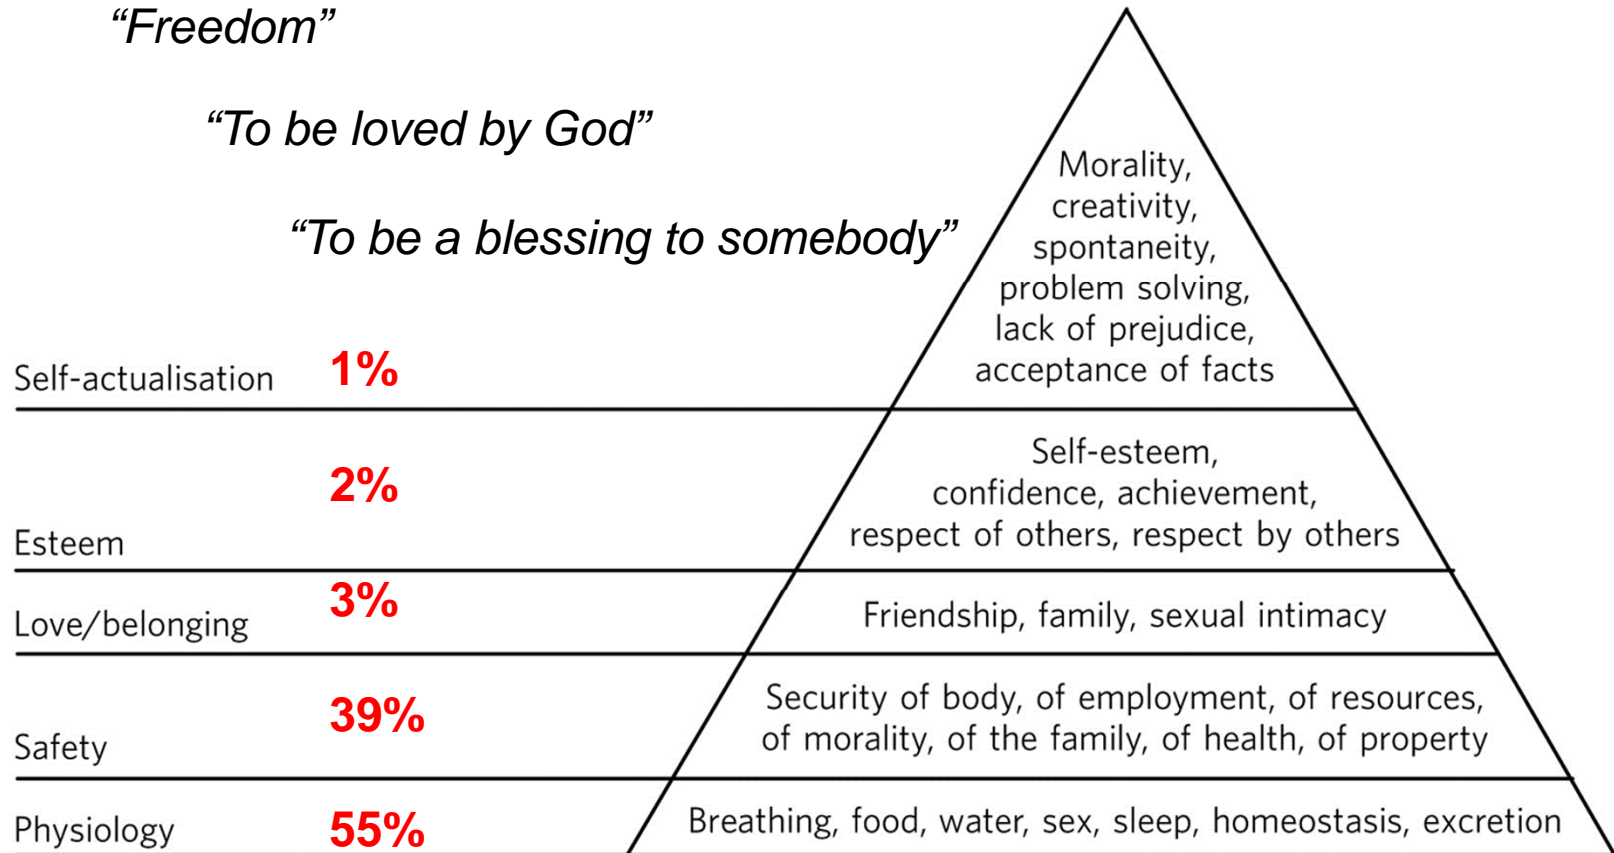 “Freedom”
“To be loved by God”
“To be a blessing to somebody”
Morality,
creativity,
spontaneity,
problem solving,
lack of prejudice,
acceptance of facts
Self-actualisation 1%
Self-esteem,
confidence, achievement,
respect of others, respect by others
2%
Esteem
3%
Love/belonging
Friendship, family, sexual intimacy
Security of body, of employment, of resources,
of morality, of the family, of health, of property
39%
Safety
Physiology 55%
Breathing, food, water, sex, sleep, homeostasis, excretion